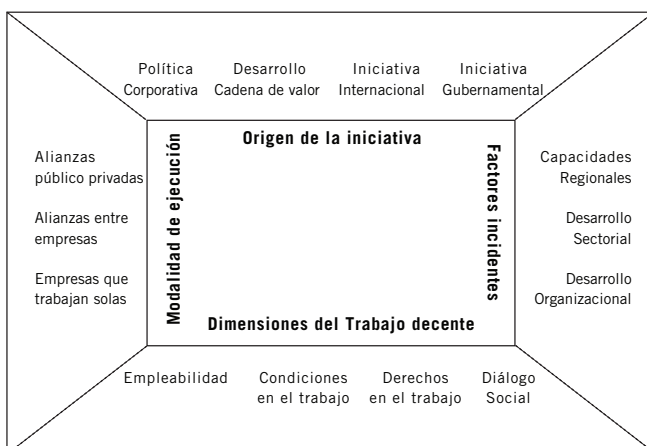 Política Corporativa
Desarrollo Cadena de valor
Iniciativa Internacional
Iniciativa Gubernamental
Origen de la iniciativa
Alianzas
público privadas
Alianzas entre
empresas
Empresas que
trabajan solas
Modalidad de ejecución
Factores incidentes
Capacidades
Regionales
Desarrollo
Sectorial
Desarrollo
Organizacional
Dimensiones del Trabajo decente
Empleabilidad
Condiciones
en el trabajo
Derechos
en el trabajo
Diálogo
Social